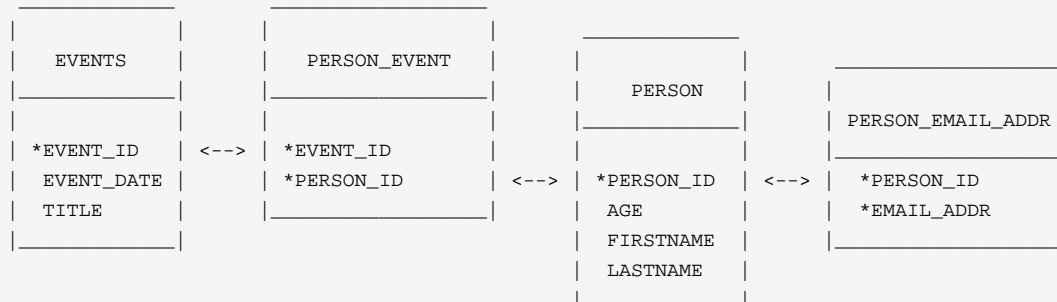 EVENTS
PERSON_EVENT
PERSON
PERSON_EMAIL_ADDR
*EVENT_ID <--> *EVENT_ID
EVENT_DATE *PERSON_ID <--> *PERSON_ID <--> *PERSON_ID
TITLE AGE *EMAIL_ADDR
FIRSTNAME
LASTNAME